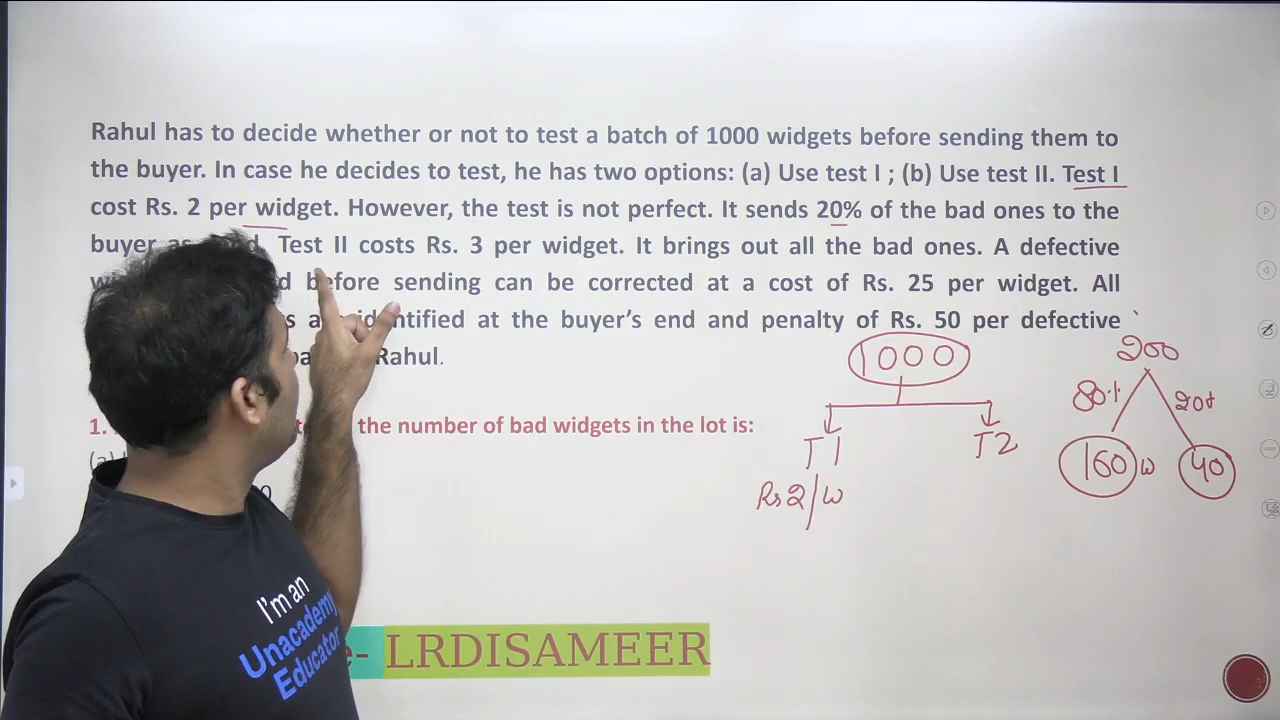 Rahul has to decide whether or not to test a batch of 1000 widgets before sending them to
the buyer. In case he decides to test, he has two options: (a) Use test I ; (b) Use test II. Test I
cost Rs. 2 per widget. However, the test is not perfect. It sends 20% of the bad ones to the
buyer Test II costs Rs. 3 per widget. It brings out all the bad ones. A defective
before sending can be corrected at a cost of Rs. 25 per widget. All
identified at the buyer's end and penalty of Rs. 50 per defective
Rahul.
1000
200
80%
20%
T1
T2
160 w
40
Rs 2/w
1. the number of bad widgets in the lot is:
(a)
I'm an
Unacademy
Educator
- LRDISAMEER